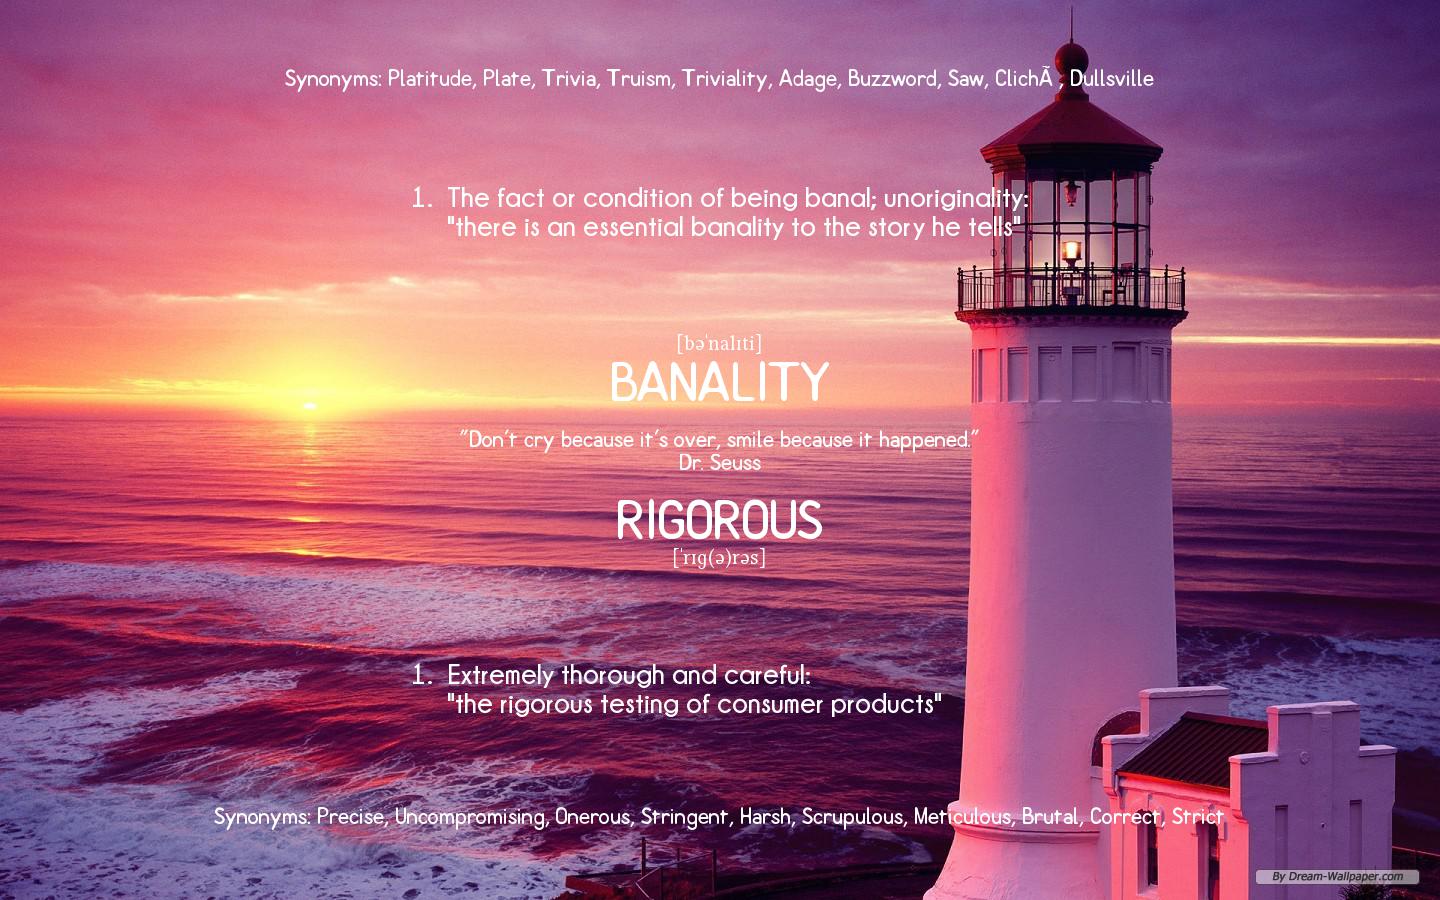 Synonyms: Platitude, Plate, Trivia, Truism, Triviality, Adage, Buzzword, Saw, ClichÃ , Dullsville
1. The fact or condition of being banal; unoriginality:
"there is an essential banality to the story he tells"
[bəˈnalɪti]
BANALITY
"Don't cry because it's over, smile because it happened."
Dr. Seuss
RIGOROUS
[ˈrɪɡ(ə)rəs]
1. Extremely thorough and careful:
"the rigorous testing of consumer products"
Synonyms: Precise, Uncompromising, Onerous, Stringent, Harsh, Scrupulous, Meticulous, Brutal, Correct, Strict
By Dream-Wallpaper.com